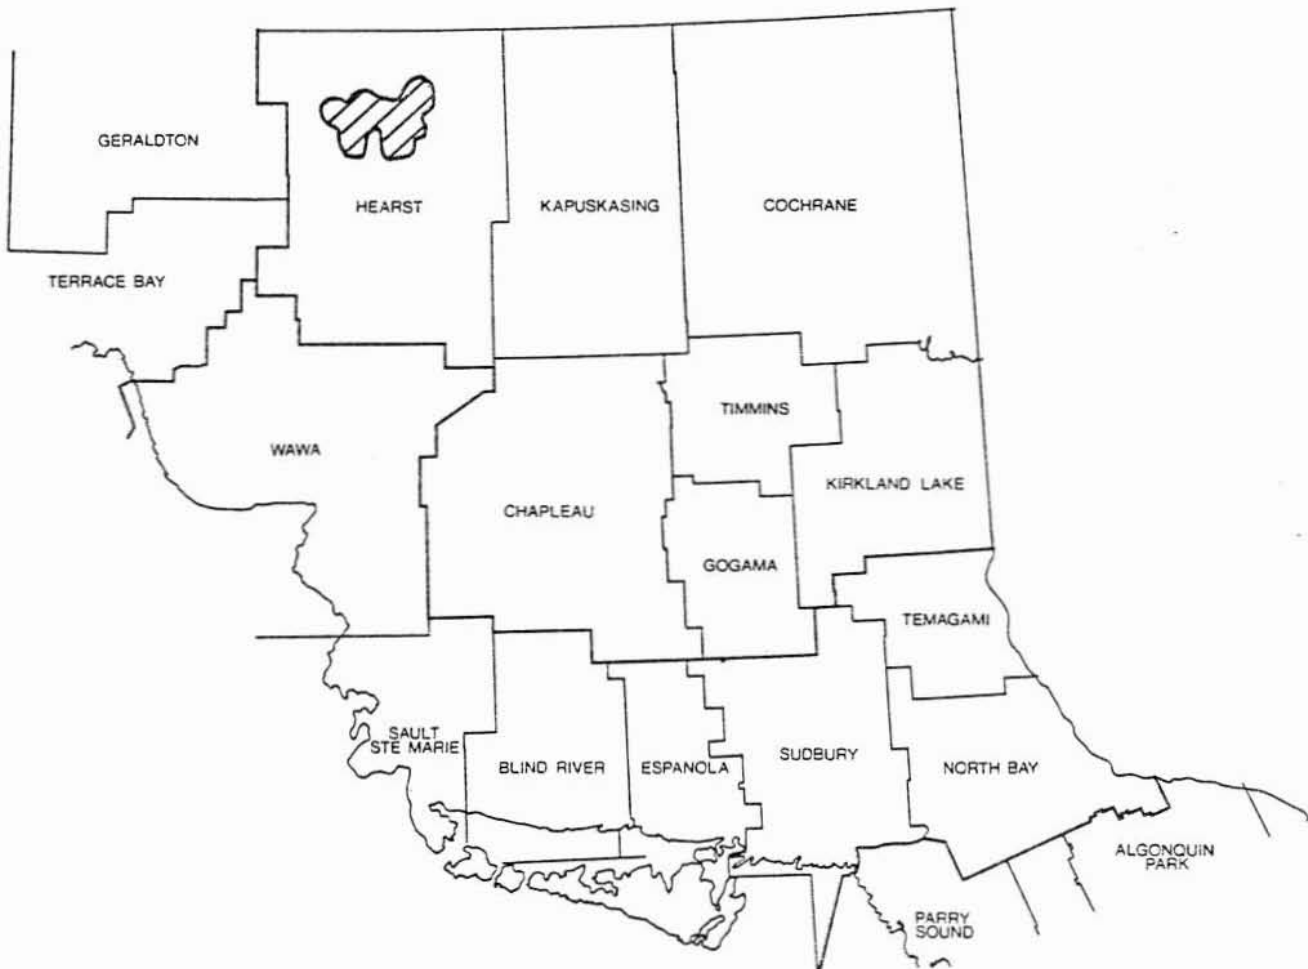 GERALDTON
HEARST
KAPUSKASING
COCHRANE
TERRACE BAY
TIMMINS
WAWA
KIRKLAND LAKE
CHAPLEAU
GOGAMA
TEMAGAMI
SAULT
STE MARIE
BLIND RIVER
ESPANOLA
SUDBURY
NORTH BAY
ALGONQUIN
PARK
PARRY
SOUND